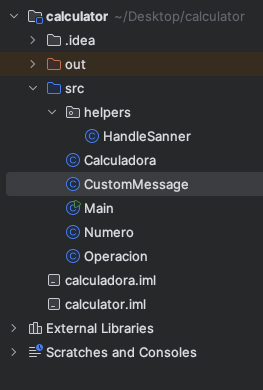 calculator ~/Desktop/calculator
.idea
out
src
helpers
HandleSanner
Calculadora
CustomMessage
Main
Numero
Operacion
calculadora.iml
calculator.iml
External Libraries
Scratches and Consoles